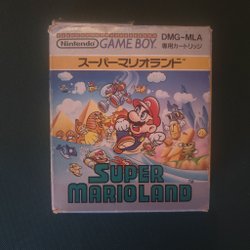 Nintendo GAME BOY
DMG-MLA
専用カートリッジ
スーパーマリオランド
SUPER
MARIOLAND